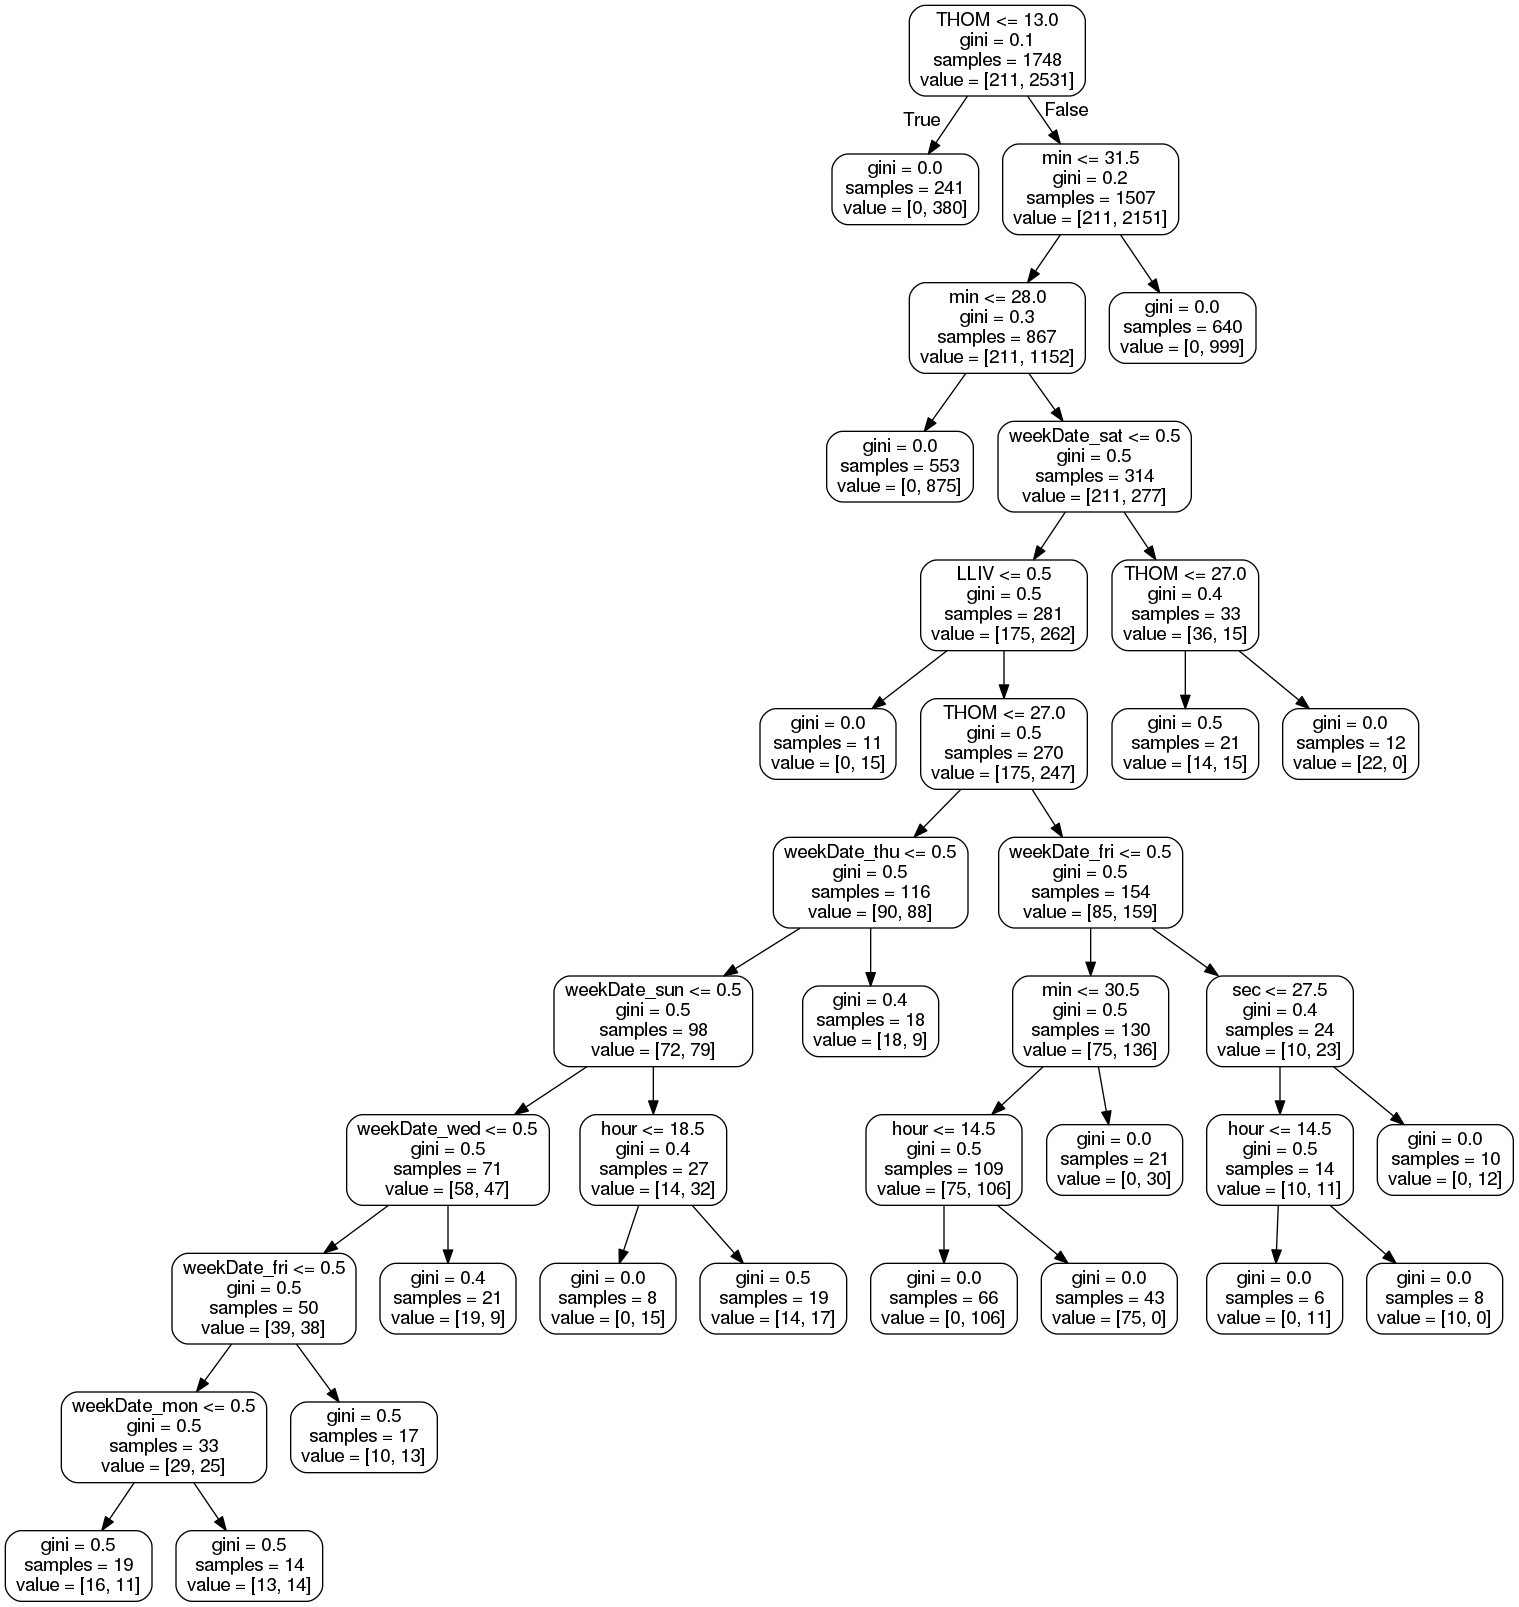 THOM <= 13.0
gini = 0.1
samples = 1748
value = [211, 2531]
True
False
gini = 0.0
samples = 241
value = [0, 380]
min <= 31.5
gini = 0.2
samples = 1507
value = [211, 2151]
min <= 28.0
gini = 0.3
samples = 867
value = [211, 1152]
gini = 0.0
samples = 640
value = [0, 999]
gini = 0.0
samples = 553
value = [0, 875]
weekDate_sat <= 0.5
gini = 0.5
samples = 314
value = [211, 277]
LLIV <= 0.5
gini = 0.5
samples = 281
value = [175, 262]
THOM <= 27.0
gini = 0.4
samples = 33
value = [36, 15]
gini = 0.0
samples = 11
value = [0, 15]
THOM <= 27.0
gini = 0.5
samples = 270
value = [175, 247]
gini = 0.5
samples = 21
value = [14, 15]
gini = 0.0
samples = 12
value = [22, 0]
weekDate_thu <= 0.5
gini = 0.5
samples = 116
value = [90, 88]
weekDate_fri <= 0.5
gini = 0.5
samples = 154
value = [85, 159]
weekDate_sun <= 0.5
gini = 0.5
samples = 98
value = [72, 79]
gini = 0.4
samples = 18
value = [18, 9]
min <= 30.5
gini = 0.5
samples = 130
value = [75, 136]
sec <= 27.5
gini = 0.4
samples = 24
value = [10, 23]
weekDate_wed <= 0.5
gini = 0.5
samples = 71
value = [58, 47]
hour <= 18.5
gini = 0.4
samples = 27
value = [14, 32]
hour <= 14.5
gini = 0.5
samples = 109
value = [75, 106]
gini = 0.0
samples = 21
value = [0, 30]
hour <= 14.5
gini = 0.5
samples = 14
value = [10, 11]
gini = 0.0
samples = 10
value = [0, 12]
weekDate_fri <= 0.5
gini = 0.5
samples = 50
value = [39, 38]
gini = 0.4
samples = 21
value = [19, 9]
gini = 0.0
samples = 8
value = [0, 15]
gini = 0.5
samples = 19
value = [14, 17]
gini = 0.0
samples = 66
value = [0, 106]
gini = 0.0
samples = 43
value = [75, 0]
gini = 0.0
samples = 6
value = [0, 11]
gini = 0.0
samples = 8
value = [10, 0]
weekDate_mon <= 0.5
gini = 0.5
samples = 33
value = [29, 25]
gini = 0.5
samples = 17
value = [10, 13]
gini = 0.5
samples = 19
value = [16, 11]
gini = 0.5
samples = 14
value = [13, 14]